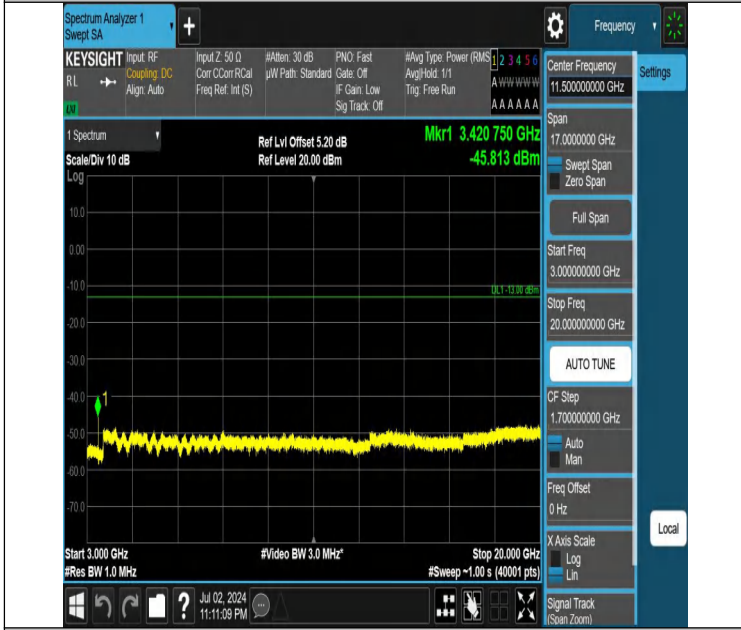 Spectrum Analyzer 1
Swept SA
+
Frequency
KEYSIGHT
RL
Input: RF
Coupling: DC
Align: Auto
Input Z: 50 Ω
Corr CCorr RCal
Freq Ref: Int (S)
#Atten: 30 dB
µW Path: Standard
PNO: Fast
Gate: Off
IF Gain: Low
Sig Track: Off
#Avg Type: Power (RMS
Avg|Hold: 1/1
Trig: Free Run
1 2 3 4 5 6
A W W W W W
A A A A A A
Center Frequency
11.500000000 GHz
Settings
1 Spectrum
Scale/Div 10 dB
Ref Lvl Offset 5.20 dB
Ref Level 20.00 dBm
Mkr1 3.420 750 GHz
-45.813 dBm
Log
10.0
0.00
-10.0
DL1 -13.00 dBm
-20.0
-30.0
-40.0
1
-50.0
-60.0
-70.0
Start 3.000 GHz
#Res BW 1.0 MHz
#Video BW 3.0 MHz*
Stop 20.000 GHz
#Sweep ~1.00 s (40001 pts)
Span
17.0000000 GHz
Swept Span
Zero Span
Full Span
Start Freq
3.000000000 GHz
Stop Freq
20.000000000 GHz
AUTO TUNE
CF Step
1.700000000 GHz
Auto
Man
Freq Offset
0 Hz
X Axis Scale
Log
Lin
Signal Track
(Span Zoom)
Local
?
Jul 02, 2024
11:11:09 PM